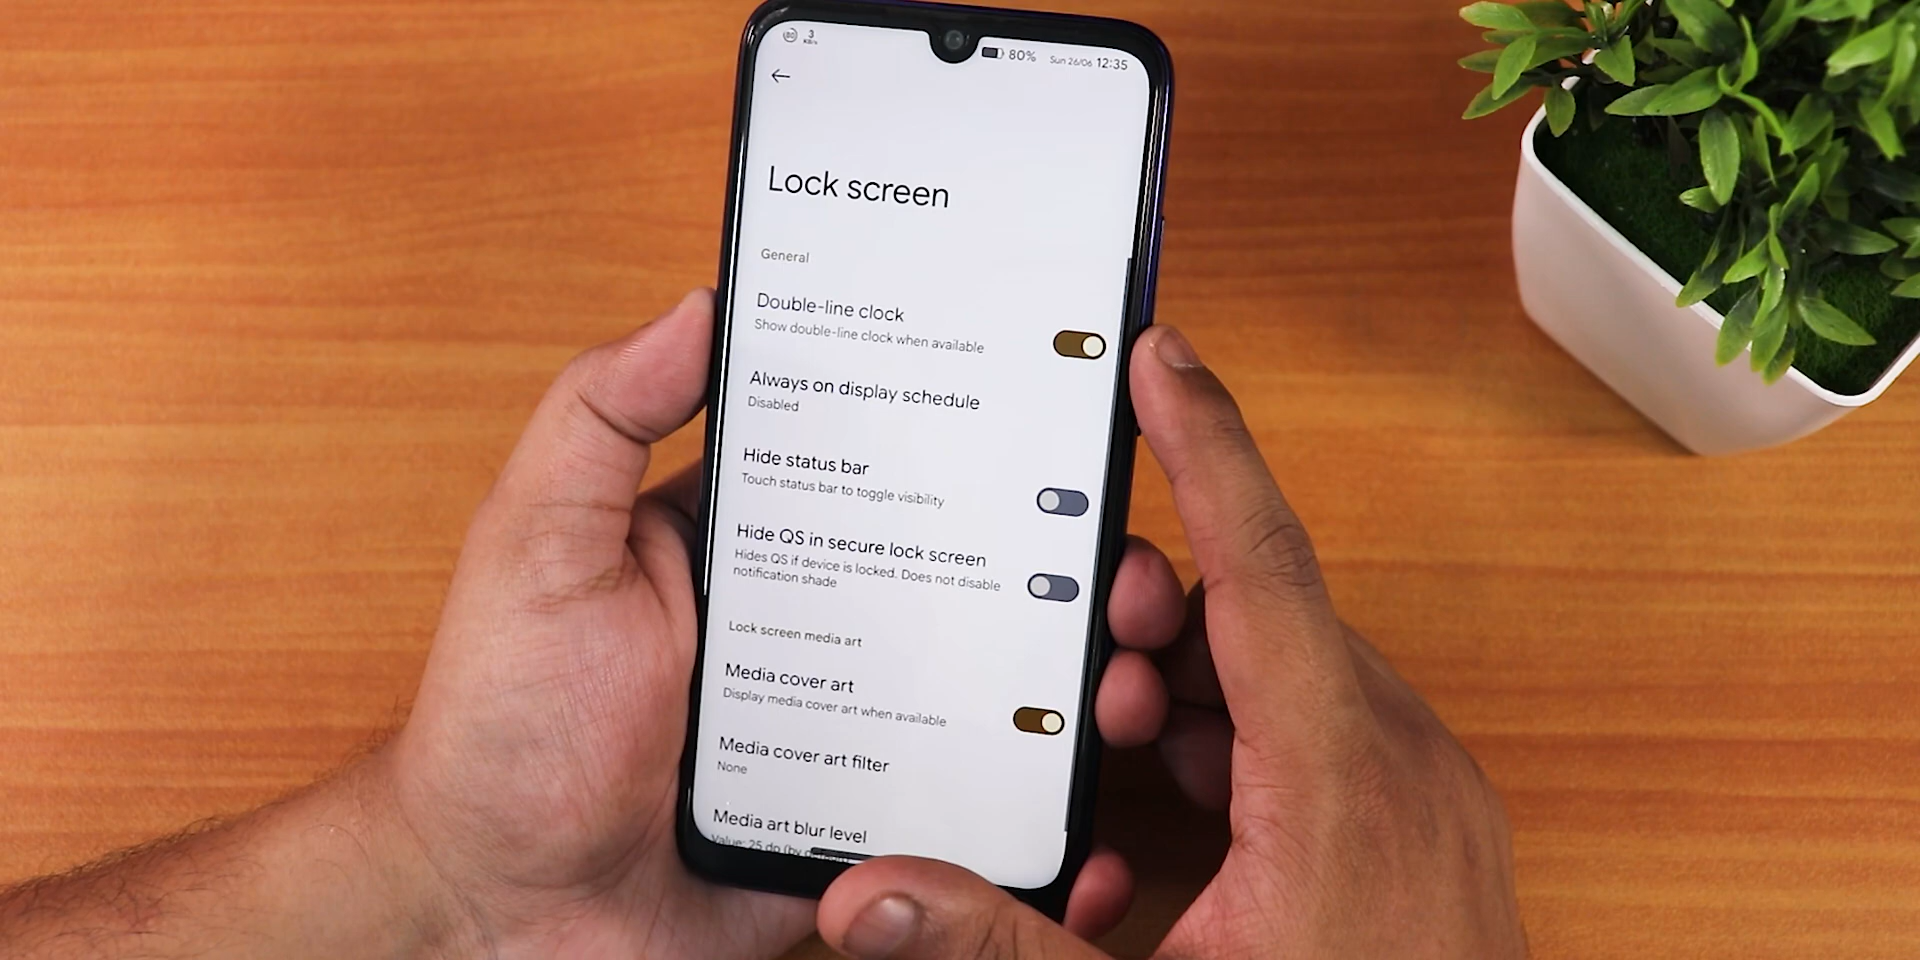 80 3 KB/s 80% Sun 26/06 12:35
Lock screen
General
Double-line clock
Show double-line clock when available
Always on display schedule
Disabled
Hide status bar
Touch status bar to toggle visibility
Hide QS in secure lock screen
Hides QS if device is locked. Does not disable
notification shade
Lock screen media art
Media cover art
Display media cover art when available
Media cover art filter
None
Media art blur level
Value: 25 dp (by